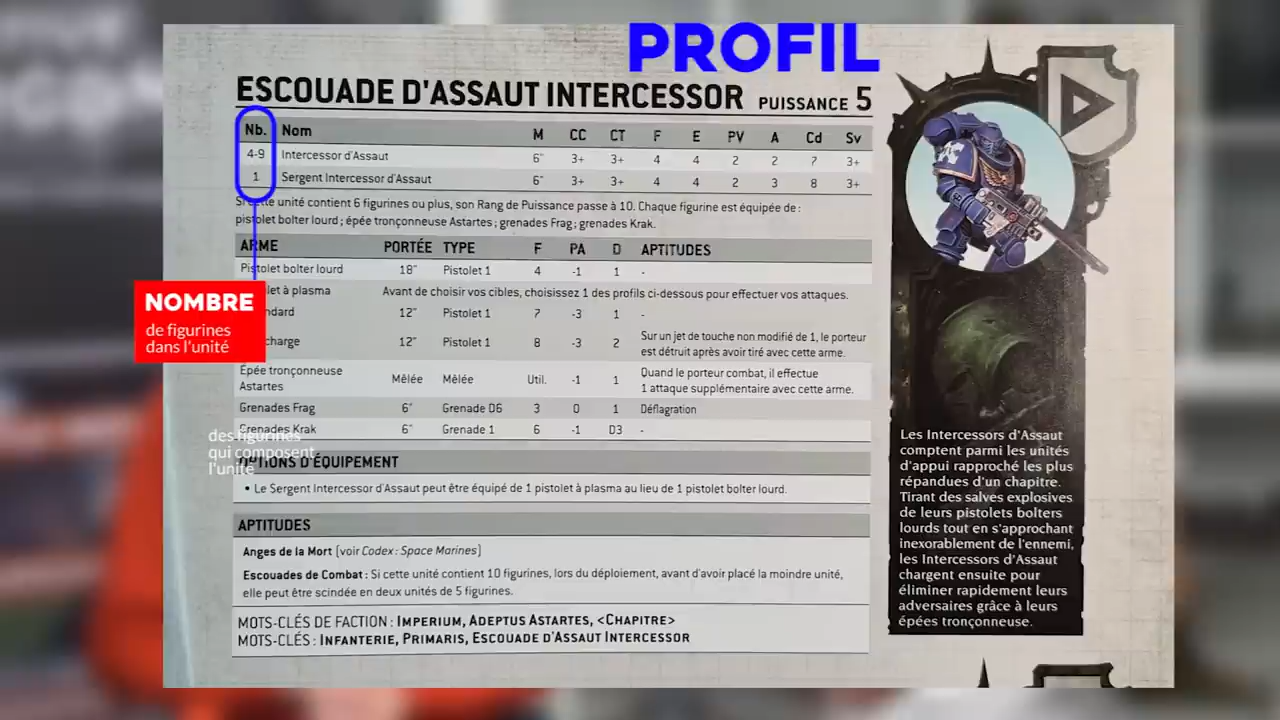 PROFIL
ESCOUADE D'ASSAUT INTERCESSOR PUISSANCE 5
Nb. Nom M CC CT F E PV A Cd Sv
4-9 Intercessor d'Assaut 6" 3+ 3+ 4 4 2 2 7 3+
1 Sergent Intercessor d'Assaut 6" 3+ 3+ 4 4 2 3 8 3+
Si cette unité contient 6 figurines ou plus, son Rang de Puissance passe à 10. Chaque figurine est équipée de :
pistolet bolter lourd ; épée tronçonneuse Astartes ; grenades Frag ; grenades Krak.
ARME PORTÉE TYPE F PA D APTITUDES
Pistolet bolter lourd 18" Pistolet 1 4 -1 1 -
let à plasma Avant de choisir vos cibles, choisissez 1 des profils ci-dessous pour effectuer vos attaques.
ndard 12" Pistolet 1 7 -3 1 -
charge 12" Pistolet 1 8 -3 2 Sur un jet de touche non modifié de 1, le porteur
est détruit après avoir tiré avec cette arme.
Épée tronçonneuse
Astartes Mêlée Mêlée Util. -1 1 Quand le porteur combat, il effectue
1 attaque supplémentaire avec cette arme.
Grenades Frag 6" Grenade D6 3 0 1 Déflagration
Grenades Krak 6" Grenade 1 6 -1 D3 -
OPTIONS D'ÉQUIPEMENT
• Le Sergent Intercessor d'Assaut peut être équipé de 1 pistolet à plasma au lieu de 1 pistolet bolter lourd.
APTITUDES
Anges de la Mort (voir Codex : Space Marines)
Escouades de Combat : Si cette unité contient 10 figurines, lors du déploiement, avant d'avoir placé la moindre unité,
elle peut être scindée en deux unités de 5 figurines.
MOTS-CLÉS DE FACTION : IMPERIUM, ADEPTUS ASTARTES, <CHAPITRE>
MOTS-CLÉS : INFANTERIE, PRIMARIS, ESCOUADE D'ASSAUT INTERCESSOR
NOMBRE
de figurines
dans l'unité
des figurines
qui composent
l'unité
Les Intercessors d'Assaut
comptent parmi les unités
d'appui rapproché les plus
répandues d'un chapitre.
Tirant des salves explosives
de leurs pistolets bolters
lourds tout en s'approchant
inexorablement de l'ennemi,
les Intercessors d'Assaut
chargent ensuite pour
éliminer rapidement leurs
adversaires grâce à leurs
épées tronçonneuse.